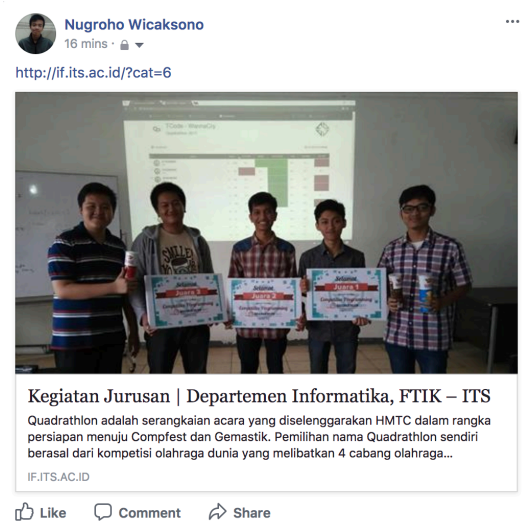 Nugroho Wicaksono
16 mins ·
http://if.its.ac.id/?cat=6
Juara 3
Juara 2
Juara 1
Kegiatan Jurusan | Departemen Informatika, FTIK – ITS
Quadrathlon adalah serangkaian acara yang diselenggarakan HMTC dalam rangka
persiapan menuju Compfest dan Gemastik. Pemilihan nama Quadrathlon sendiri
berasal dari kompetisi olahraga dunia yang melibatkan 4 cabang olahraga...
IF.ITS.AC.ID
Like
Comment
Share